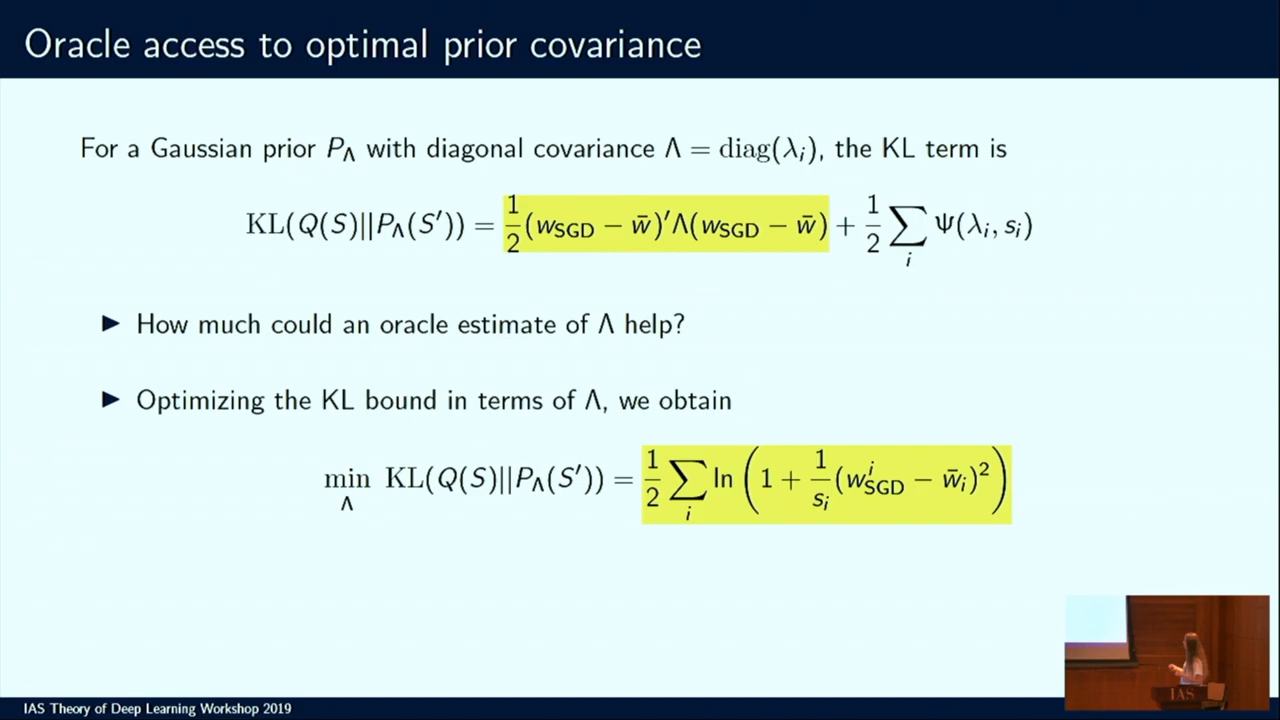 Oracle access to optimal prior covariance
For a Gaussian prior P_Λ with diagonal covariance Λ = diag(λ_i), the KL term is
KL(Q(S)||P_Λ(S′)) = 1/2 (w_SGD − w̄)′Λ(w_SGD − w̄) + 1/2 ∑_i Ψ(λ_i, s_i)
▶ How much could an oracle estimate of Λ help?
▶ Optimizing the KL bound in terms of Λ, we obtain
min_Λ KL(Q(S)||P_Λ(S′)) = 1/2 ∑_i ln (1 + 1/s_i (w^i_SGD − w̄_i)²)
IAS
IAS Theory of Deep Learning Workshop 2019